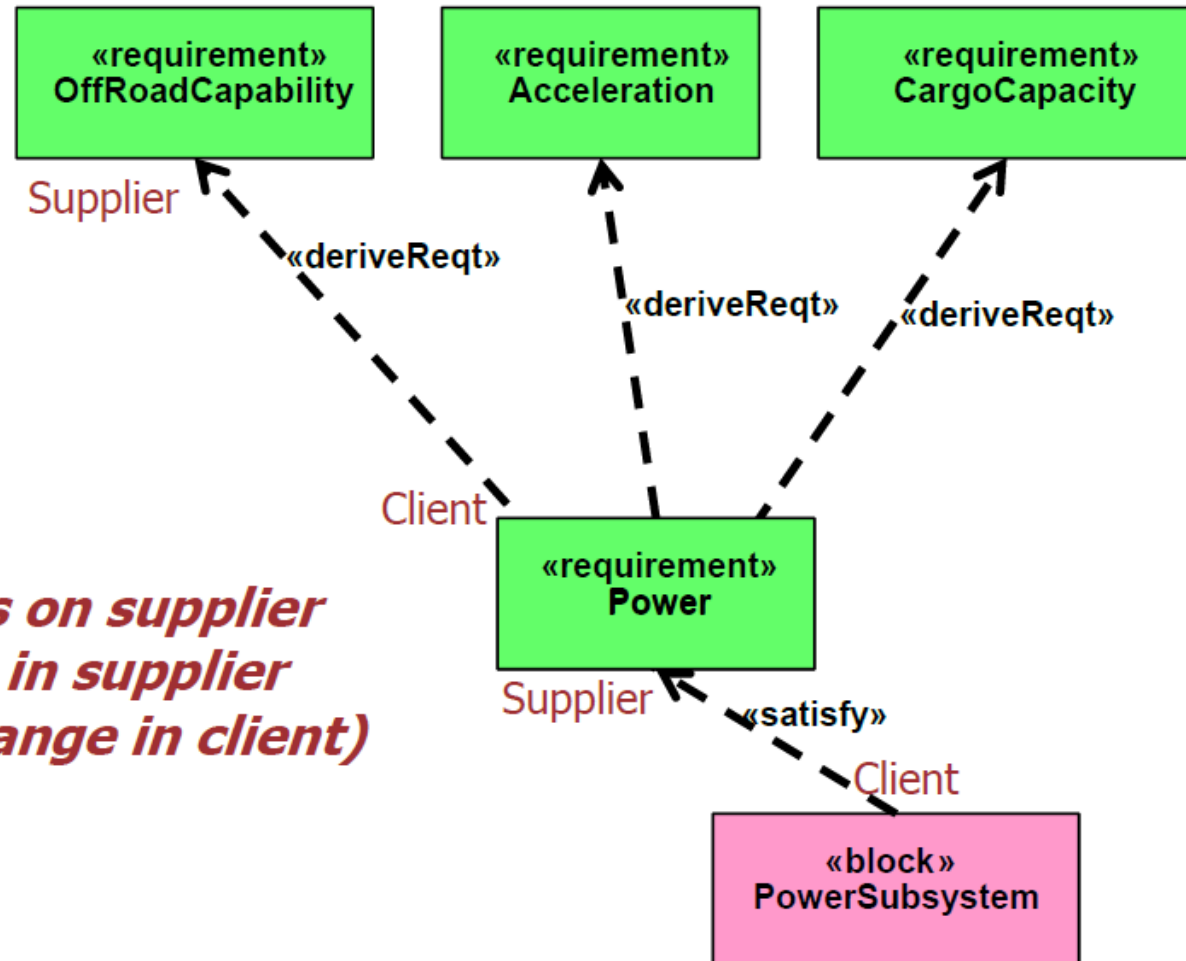 «requirement»
OffRoadCapability
«requirement»
Acceleration
«requirement»
CargoCapacity
Supplier
«deriveReqt»
«deriveReqt»
«deriveReqt»
Client
«requirement»
Power
s on supplier
in supplier
ange in client)
Supplier
«satisfy»
Client
«block»
PowerSubsystem